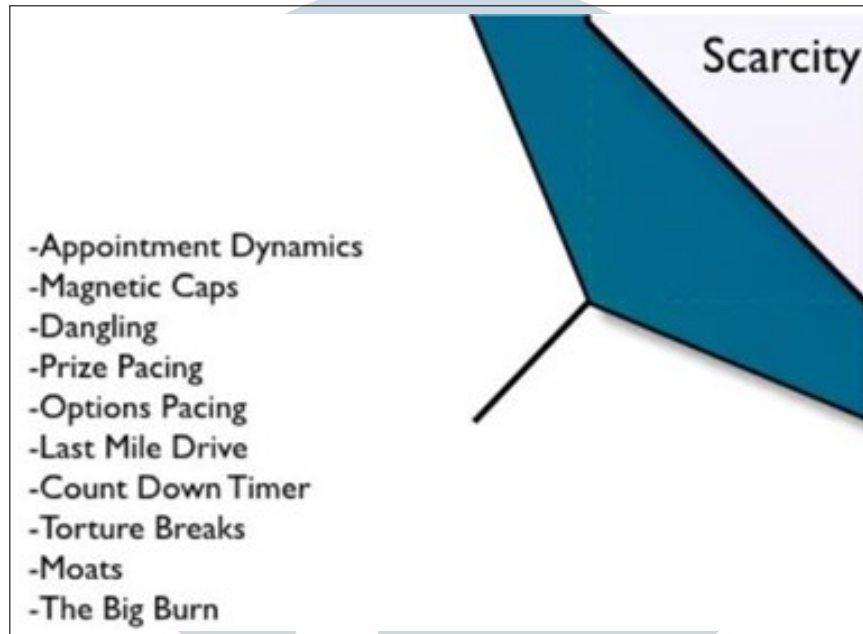 Scarcity
-Appointment Dynamics
-Magnetic Caps
-Dangling
-Prize Pacing
-Options Pacing
-Last Mile Drive
-Count Down Timer
-Torture Breaks
-Moats
-The Big Burn